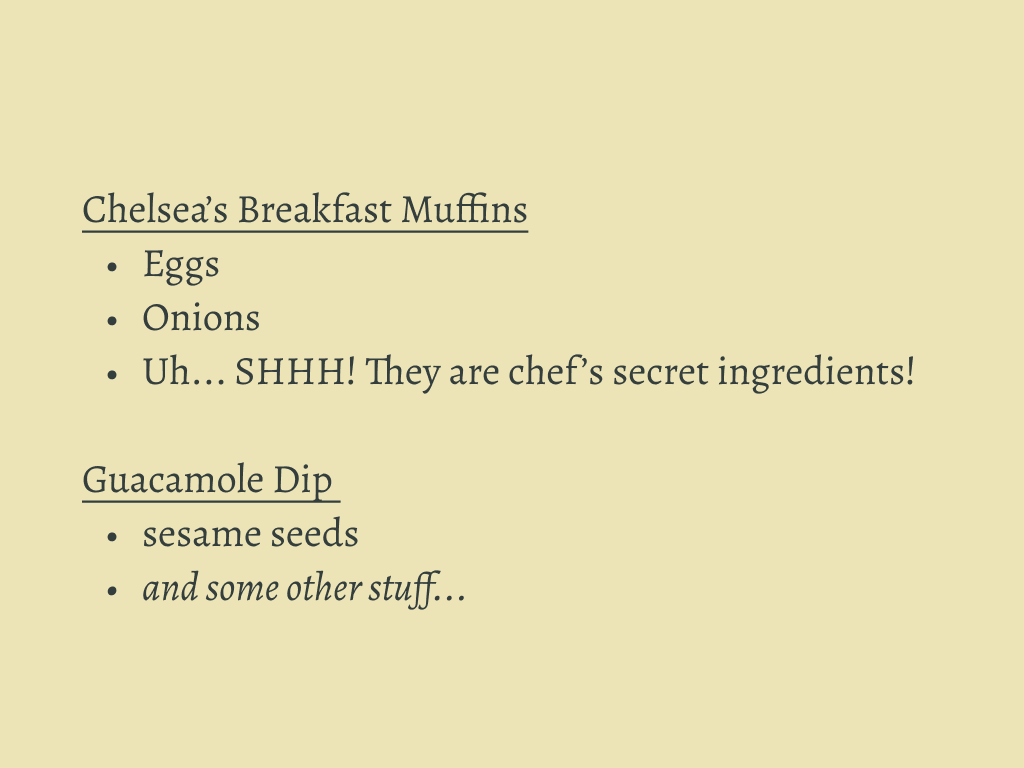 Chelsea’s Breakfast Muffins
• Eggs
• Onions
• Uh... SHHH! They are chef’s secret ingredients!
Guacamole Dip
• sesame seeds
• and some other stuff...